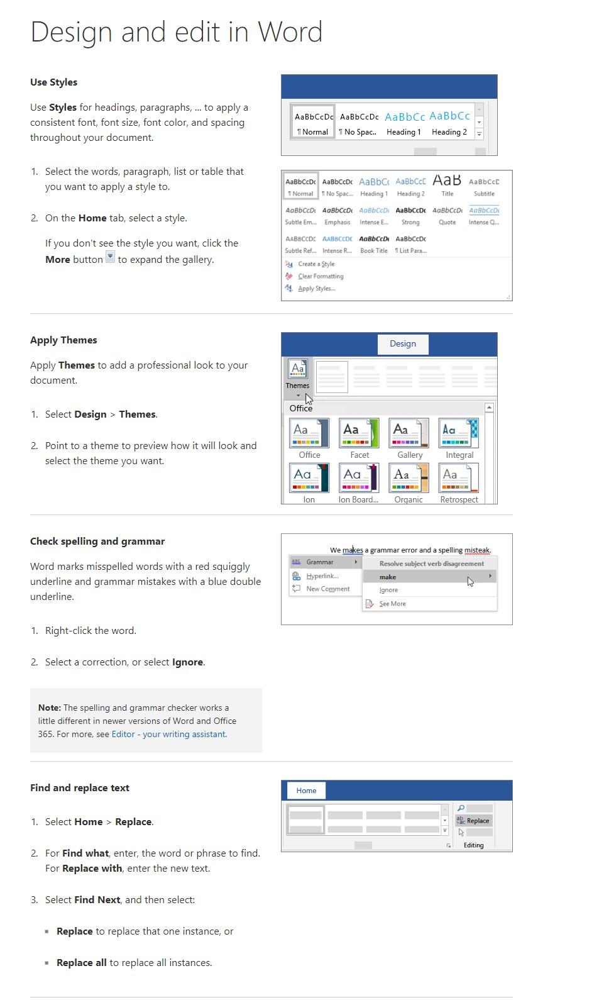 Design and edit in Word
Use Styles
Use Styles for headings, paragraphs, ... to apply a
consistent font, font size, font color, and spacing
throughout your document.
1. Select the words, paragraph, list or table that
you want to apply a style to.
2. On the Home tab, select a style.
If you don't see the style you want, click the
More button to expand the gallery.
AaBbCcDc AaBbCcDc AaBbCc AaBbCc
¶ Normal ¶ No Spac.. Heading 1 Heading 2
AaBbCcDc AaBbCcDc AaBbCc AaBbCcC AaB AaBbCcD
¶ Normal ¶ No Spac... Heading 1 Heading 2 Title Subtitle
AaBbCcDc AaBbCcDc AaBbCcDc AaBbCcDc AaBbCcDc AaBbCcDc
Subtle Em... Emphasis Intense E... Strong Quote Intense Q...
AABBCCDC AABBCCDC AaBbCcDc AaBbCcDc
Subtle Ref... Intense R... Book Title ¶ List Para...
Create a Style
Clear Formatting
Apply Styles...
Apply Themes
Apply Themes to add a professional look to your
document.
1. Select Design > Themes.
2. Point to a theme to preview how it will look and
select the theme you want.
Design
Aa
Themes
Office
Aa Aa Aa Aa
Office Facet Gallery Integral
Aa Aa Aa Aa
Ion Ion Board... Organic Retrospect
Check spelling and grammar
Word marks misspelled words with a red squiggly
underline and grammar mistakes with a blue double
underline.
1. Right-click the word.
2. Select a correction, or select Ignore.
Note: The spelling and grammar checker works a
little different in newer versions of Word and Office
365. For more, see Editor - your writing assistant.
We makes a grammar error and a spelling misteak.
ABC Grammar
Hyperlink...
New Comment
Resolve subject verb disagreement
make
Ignore
See More
Find and replace text
1. Select Home > Replace.
2. For Find what, enter, the word or phrase to find.
For Replace with, enter the new text.
3. Select Find Next, and then select:
▪ Replace to replace that one instance, or
▪ Replace all to replace all instances.
Home
ab
ac Replace
Editing